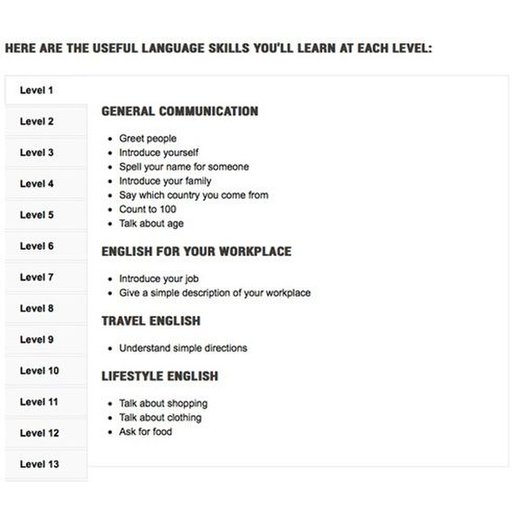 HERE ARE THE USEFUL LANGUAGE SKILLS YOU'LL LEARN AT EACH LEVEL:
Level 1
Level 2
Level 3
Level 4
Level 5
Level 6
Level 7
Level 8
Level 9
Level 10
Level 11
Level 12
Level 13
GENERAL COMMUNICATION
• Greet people
• Introduce yourself
• Spell your name for someone
• Introduce your family
• Say which country you come from
• Count to 100
• Talk about age
ENGLISH FOR YOUR WORKPLACE
• Introduce your job
• Give a simple description of your workplace
TRAVEL ENGLISH
• Understand simple directions
LIFESTYLE ENGLISH
• Talk about shopping
• Talk about clothing
• Ask for food